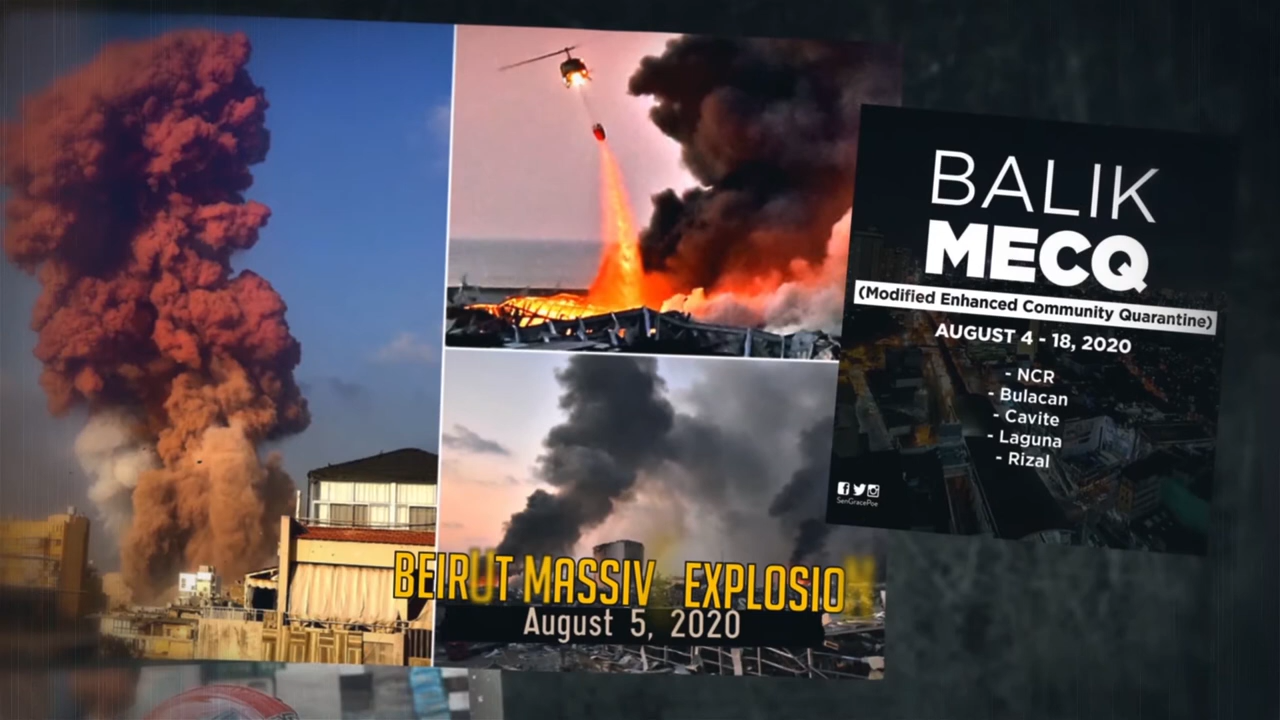 BEIRUT MASSIV EXPLOSIO
August 5, 2020
BALIK
MECQ
(Modified Enhanced Community Quarantine)
AUGUST 4 - 18, 2020
- NCR
- Bulacan
- Cavite
- Laguna
- Rizal
SenGracePoe